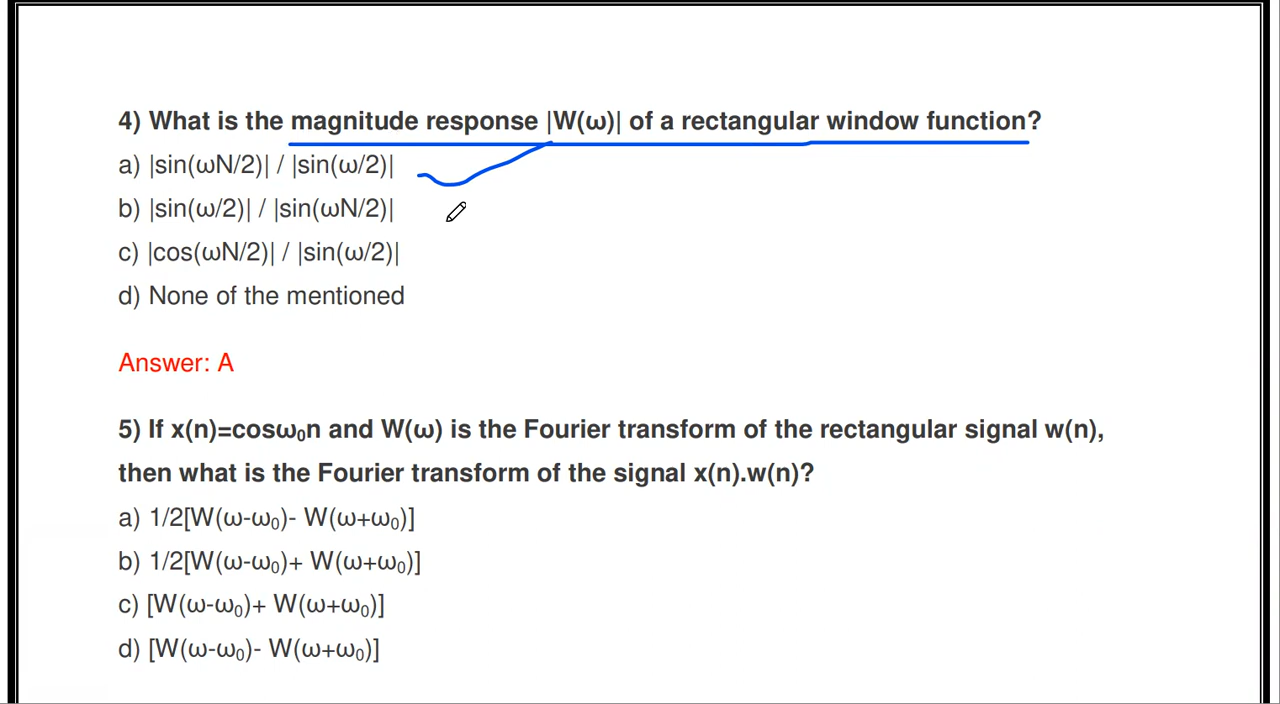 4) What is the magnitude response |W(ω)| of a rectangular window function?
a) |sin(ωN/2)| / |sin(ω/2)|
b) |sin(ω/2)| / |sin(ωN/2)|
c) |cos(ωN/2)| / |sin(ω/2)|
d) None of the mentioned
Answer: A
5) If x(n)=cosω₀n and W(ω) is the Fourier transform of the rectangular signal w(n),
then what is the Fourier transform of the signal x(n).w(n)?
a) 1/2[W(ω-ω₀)- W(ω+ω₀)]
b) 1/2[W(ω-ω₀)+ W(ω+ω₀)]
c) [W(ω-ω₀)+ W(ω+ω₀)]
d) [W(ω-ω₀)- W(ω+ω₀)]